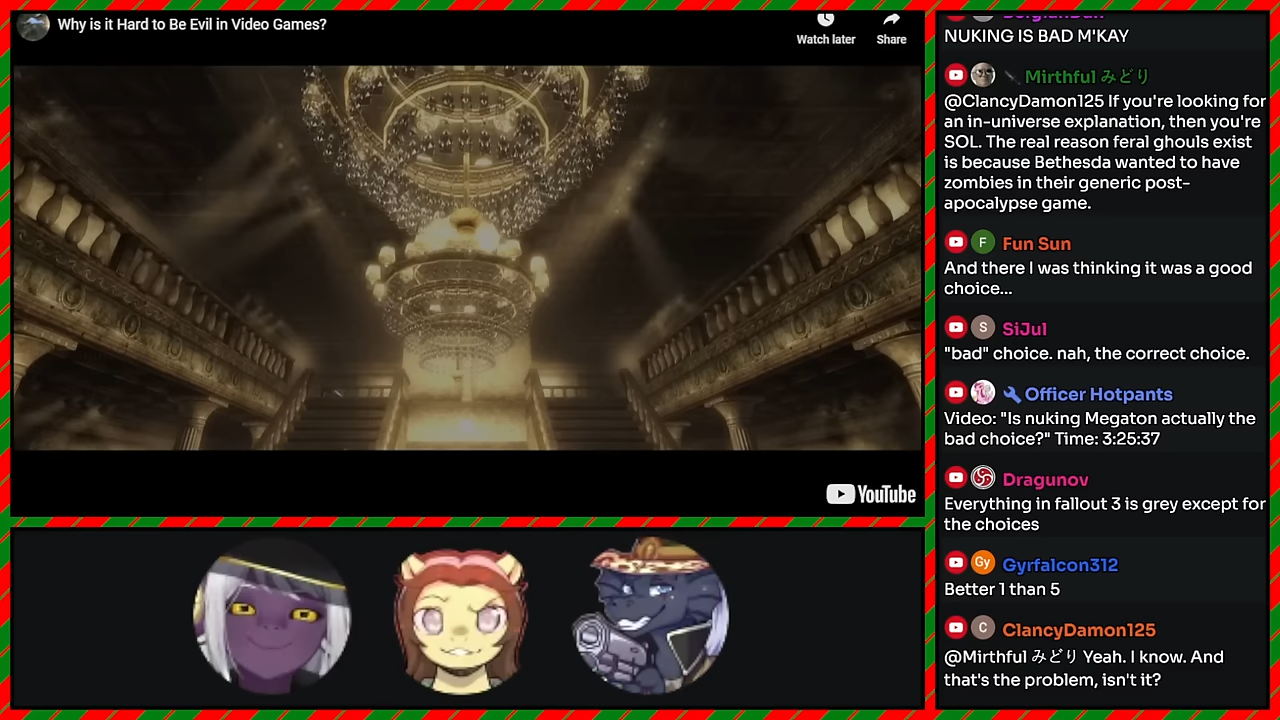 Why is it Hard to Be Evil in Video Games?
Watch later
Share
YouTube
NUKING IS BAD M'KAY
Mirthful みどり
@ClancyDamon125 If you're looking for
an in-universe explanation, then you're
SOL. The real reason feral ghouls exist
is because Bethesda wanted to have
zombies in their generic post-
apocalypse game.
F
Fun Sun
And there I was thinking it was a good
choice...
S
SiJul
"bad" choice. nah, the correct choice.
Officer Hotpants
Video: "Is nuking Megaton actually the
bad choice?" Time: 3:25:37
Dragunov
Everything in fallout 3 is grey except for
the choices
Gy
Gyrfalcon312
Better 1 than 5
C
ClancyDamon125
@Mirthful みどり Yeah. I know. And
that's the problem, isn't it?